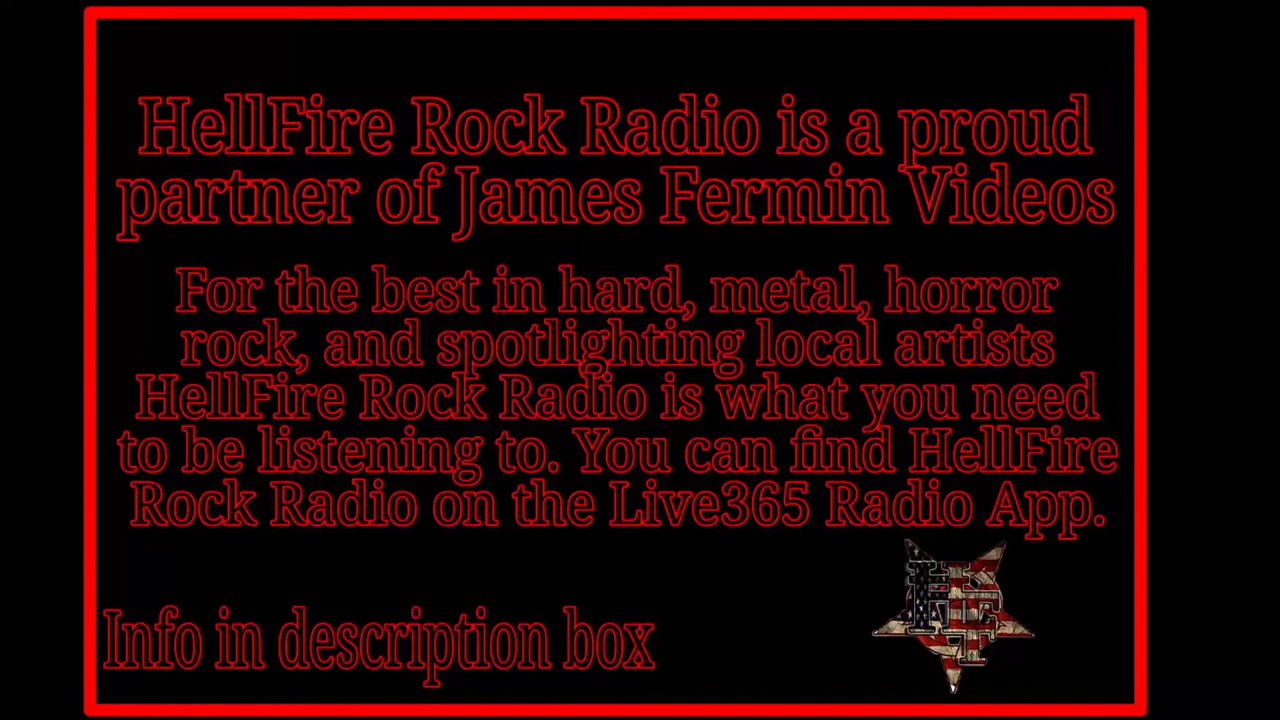 HellFire Rock Radio is a proud
partner of James Fermin Videos
For the best in hard, metal, horror
rock, and spotlighting local artists
HellFire Rock Radio is what you need
to be listening to. You can find HellFire
Rock Radio on the Live365 Radio App.
Info in description box